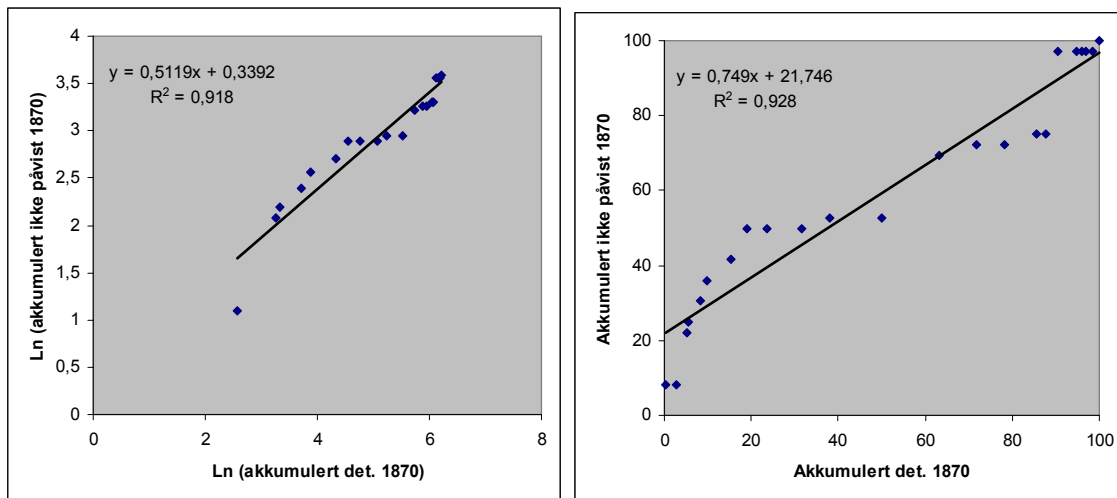 y = 0,5119x + 0,3392
R² = 0,918
4
3,5
3
2,5
2
1,5
1
0,5
0
0 2 4 6 8
Ln (akkumulert ikke påvist 1870)
Ln (akkumulert det. 1870)
y = 0,749x + 21,746
R² = 0,928
100
80
60
40
20
0
0 20 40 60 80 100
Akkumulert ikke påvist 1870
Akkumulert det. 1870